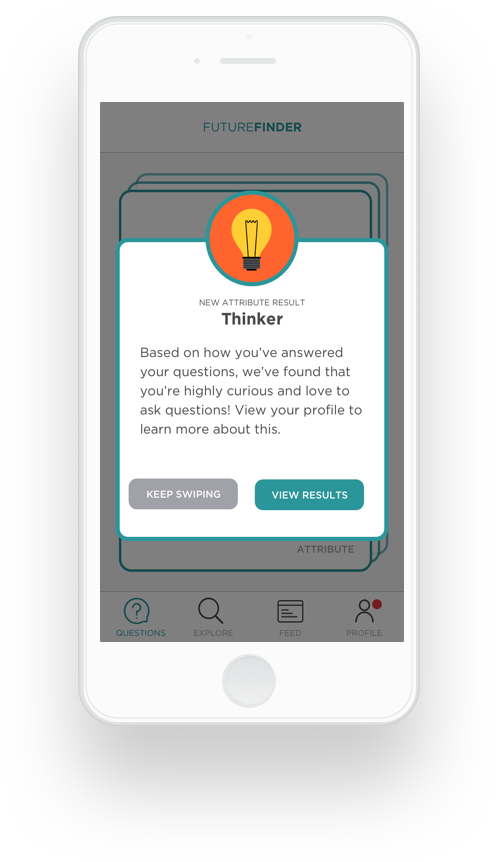 FUTUREFINDER
NEW ATTRIBUTE RESULT
Thinker
Based on how you’ve answered
your questions, we’ve found that
you’re highly curious and love to
ask questions! View your profile to
learn more about this.
KEEP SWIPING
VIEW RESULTS
ATTRIBUTE
QUESTIONS
EXPLORE
FEED
PROFILE